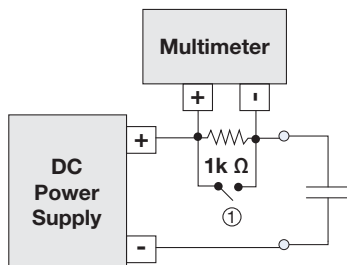 Multimeter
+ -
+
1k Ω
DC
Power
Supply
①
-